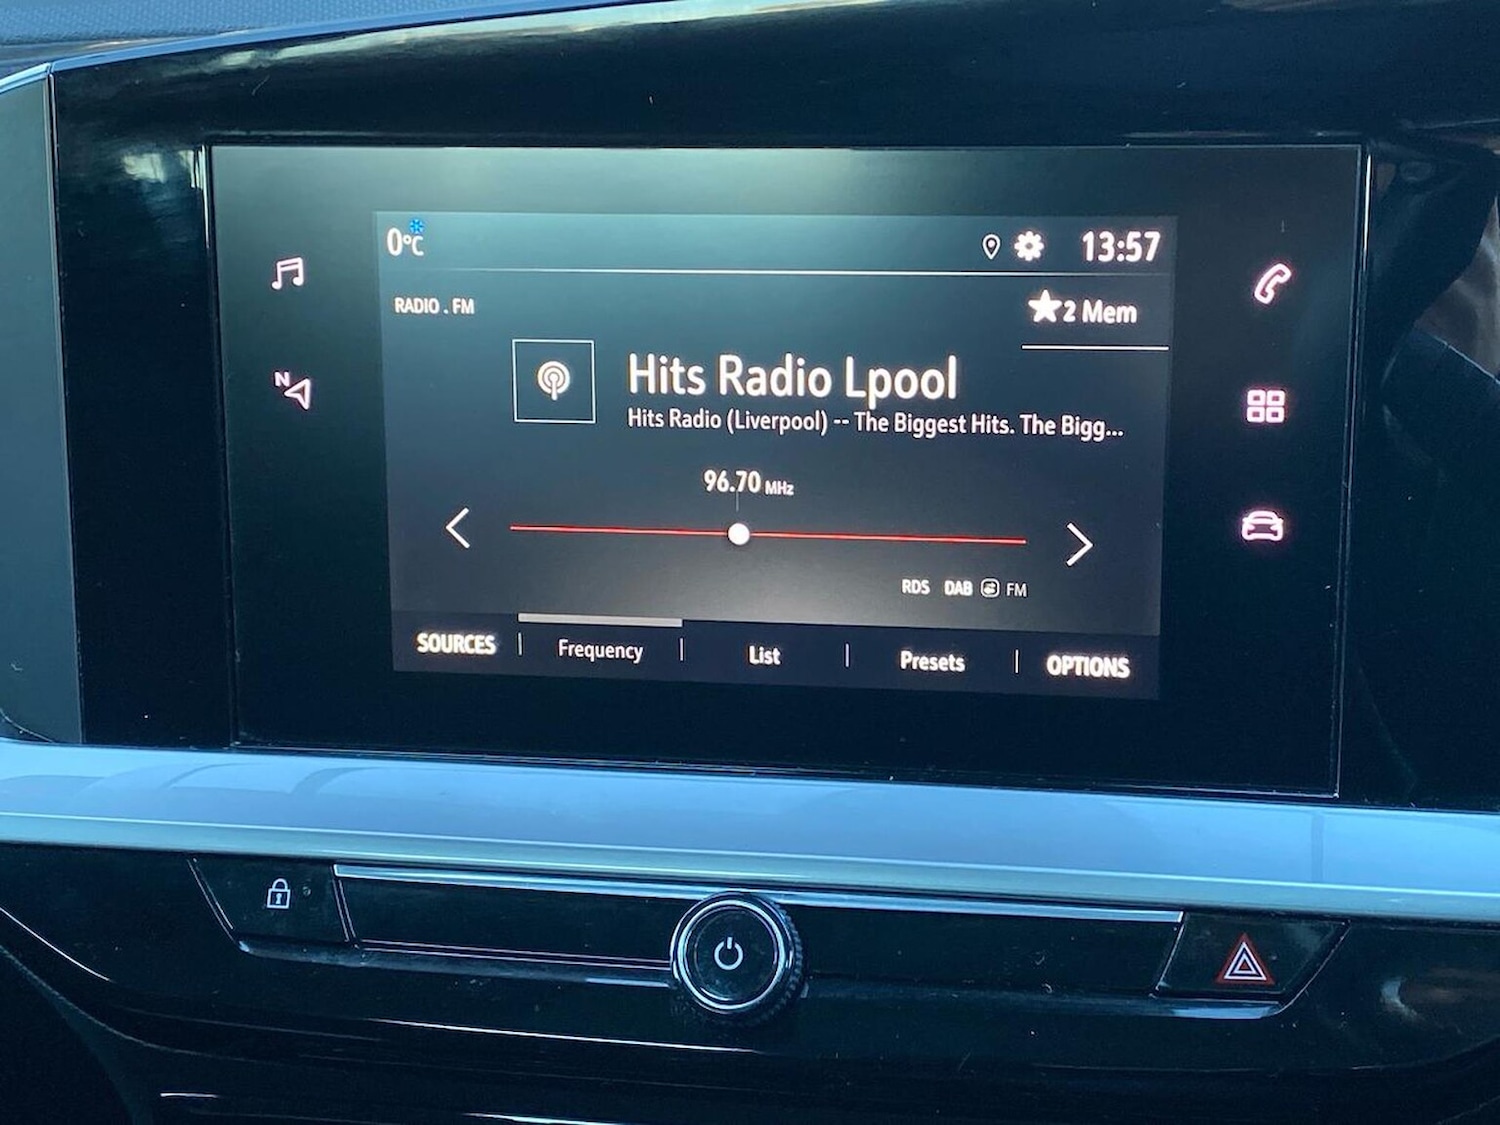 0°C
13:57
RADIO . FM
2 Mem
N
Hits Radio Lpool
Hits Radio (Liverpool) -- The Biggest Hits. The Bigg...
96.70 MHz
RDS DAB FM
SOURCES | Frequency | List | Presets | OPTIONS